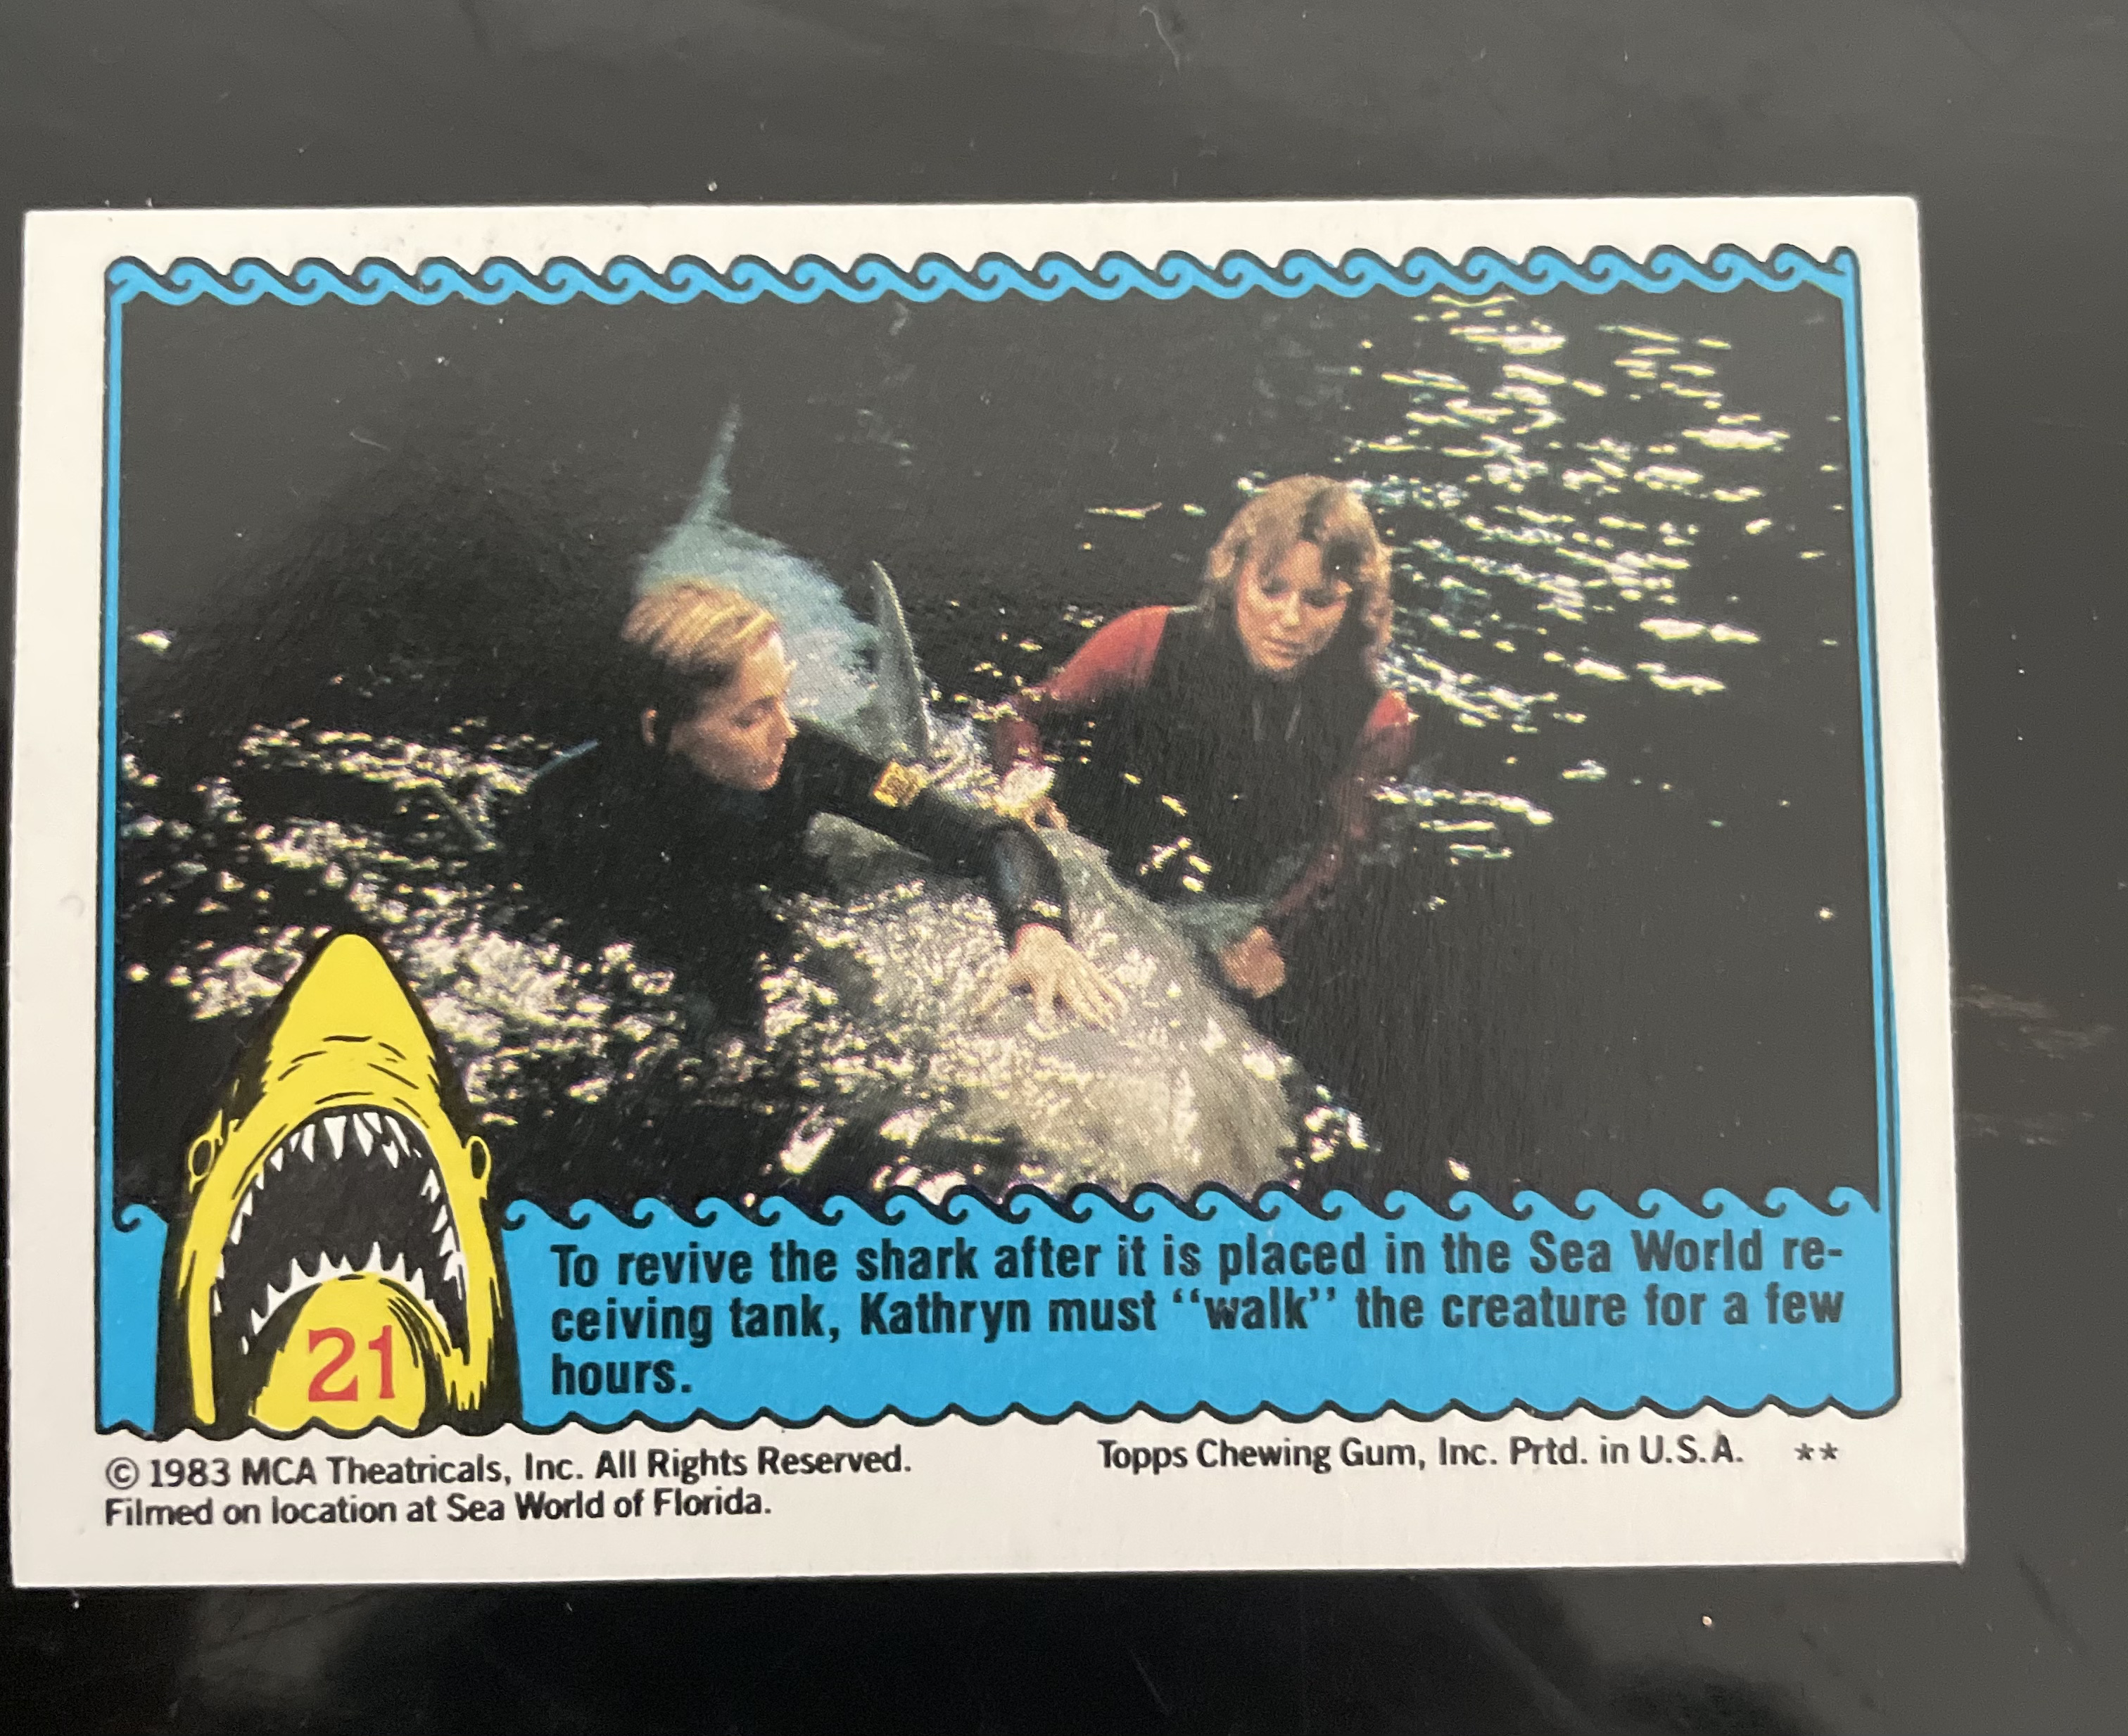 To revive the shark after it is placed in the Sea World re-
ceiving tank, Kathryn must “walk” the creature for a few
hours.
21
© 1983 MCA Theatricals, Inc. All Rights Reserved.
Filmed on location at Sea World of Florida.
Topps Chewing Gum, Inc. Prtd. in U.S.A. **